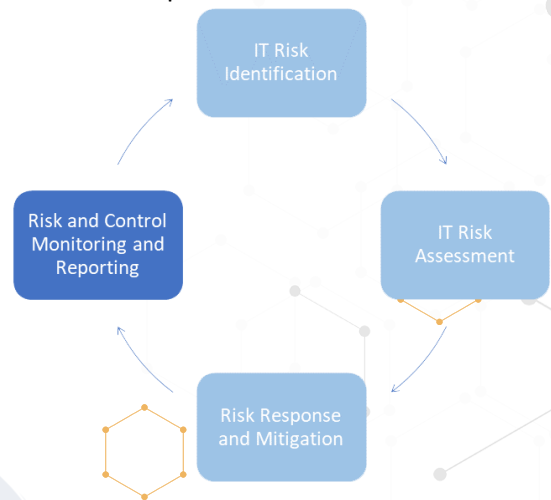 IT Risk
Identification
IT Risk
Assessment
Risk Response
and Mitigation
Risk and Control
Monitoring and
Reporting